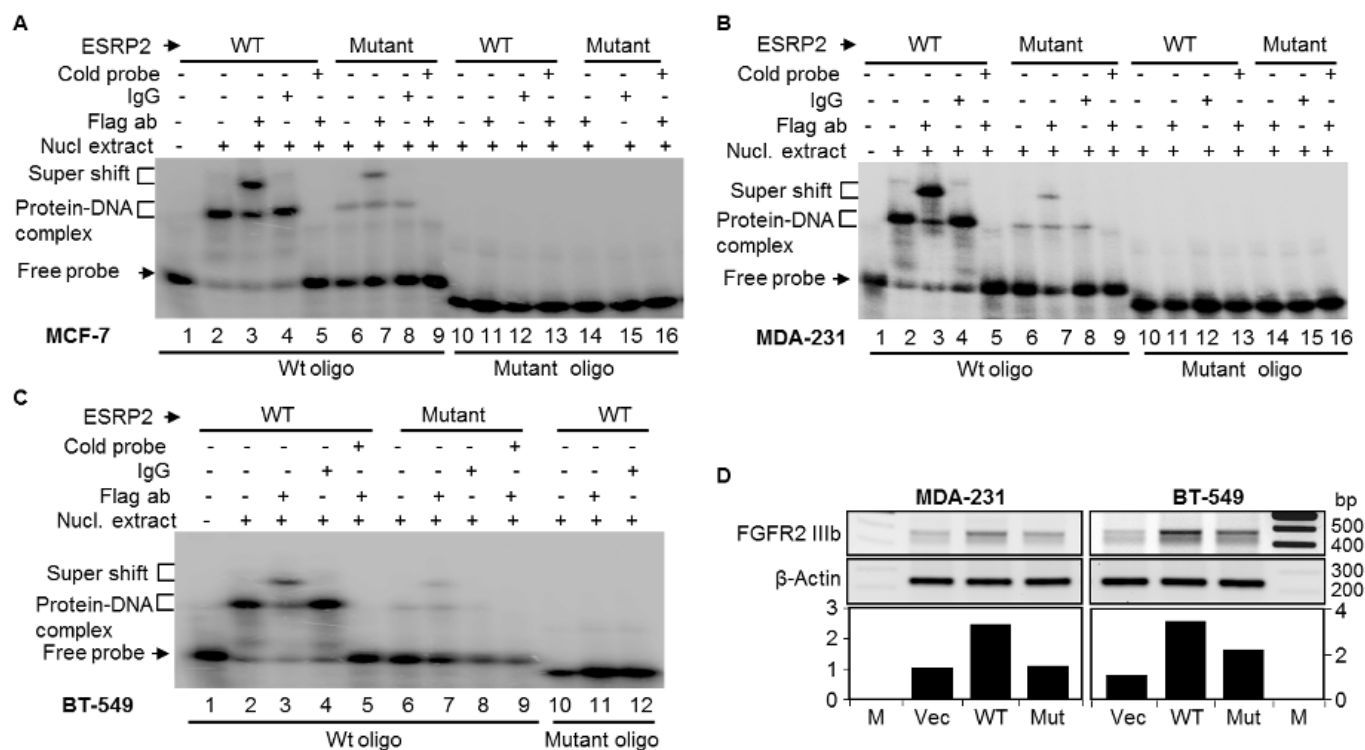 A
ESRP2 WT Mutant WT Mutant
Cold probe - - - - + - - - + - - - + - - +
IgG - - - + - - - + - - - + - - + -
Flag ab - - + - + - + - + - + - + + - +
Nucl extract - + + + + + + + + + + + + + + +
Super shift
Protein-DNA
complex
Free probe
1 2 3 4 5 6 7 8 9 10 11 12 13 14 15 16
MCF-7
Wt oligo Mutant oligo
B
ESRP2 WT Mutant WT Mutant
Cold probe - - - - + - - - + - - - + - - +
IgG - - - + - - - + - - - + - - + -
Flag ab - - + - + - + - + - + - + + - +
Nucl. extract - + + + + + + + + + + + + + + +
Super shift
Protein-DNA
complex
Free probe
1 2 3 4 5 6 7 8 9 10 11 12 13 14 15 16
MDA-231
Wt oligo Mutant oligo
C
ESRP2 WT Mutant WT
Cold probe - - - - + - - - + - - -
IgG - - - + - - - + - - - +
Flag ab - - + - + - + - + - + -
Nucl. extract - + + + + + + + + + + +
Super shift
Protein-DNA
complex
Free probe
BT-549 1 2 3 4 5 6 7 8 9 10 11 12
Wt oligo Mutant oligo
D
MDA-231 BT-549 bp
FGFR2 IIIb 500
400
β-Actin 300
200
3 4
2
1 2
0 0
M Vec WT Mut Vec WT Mut M